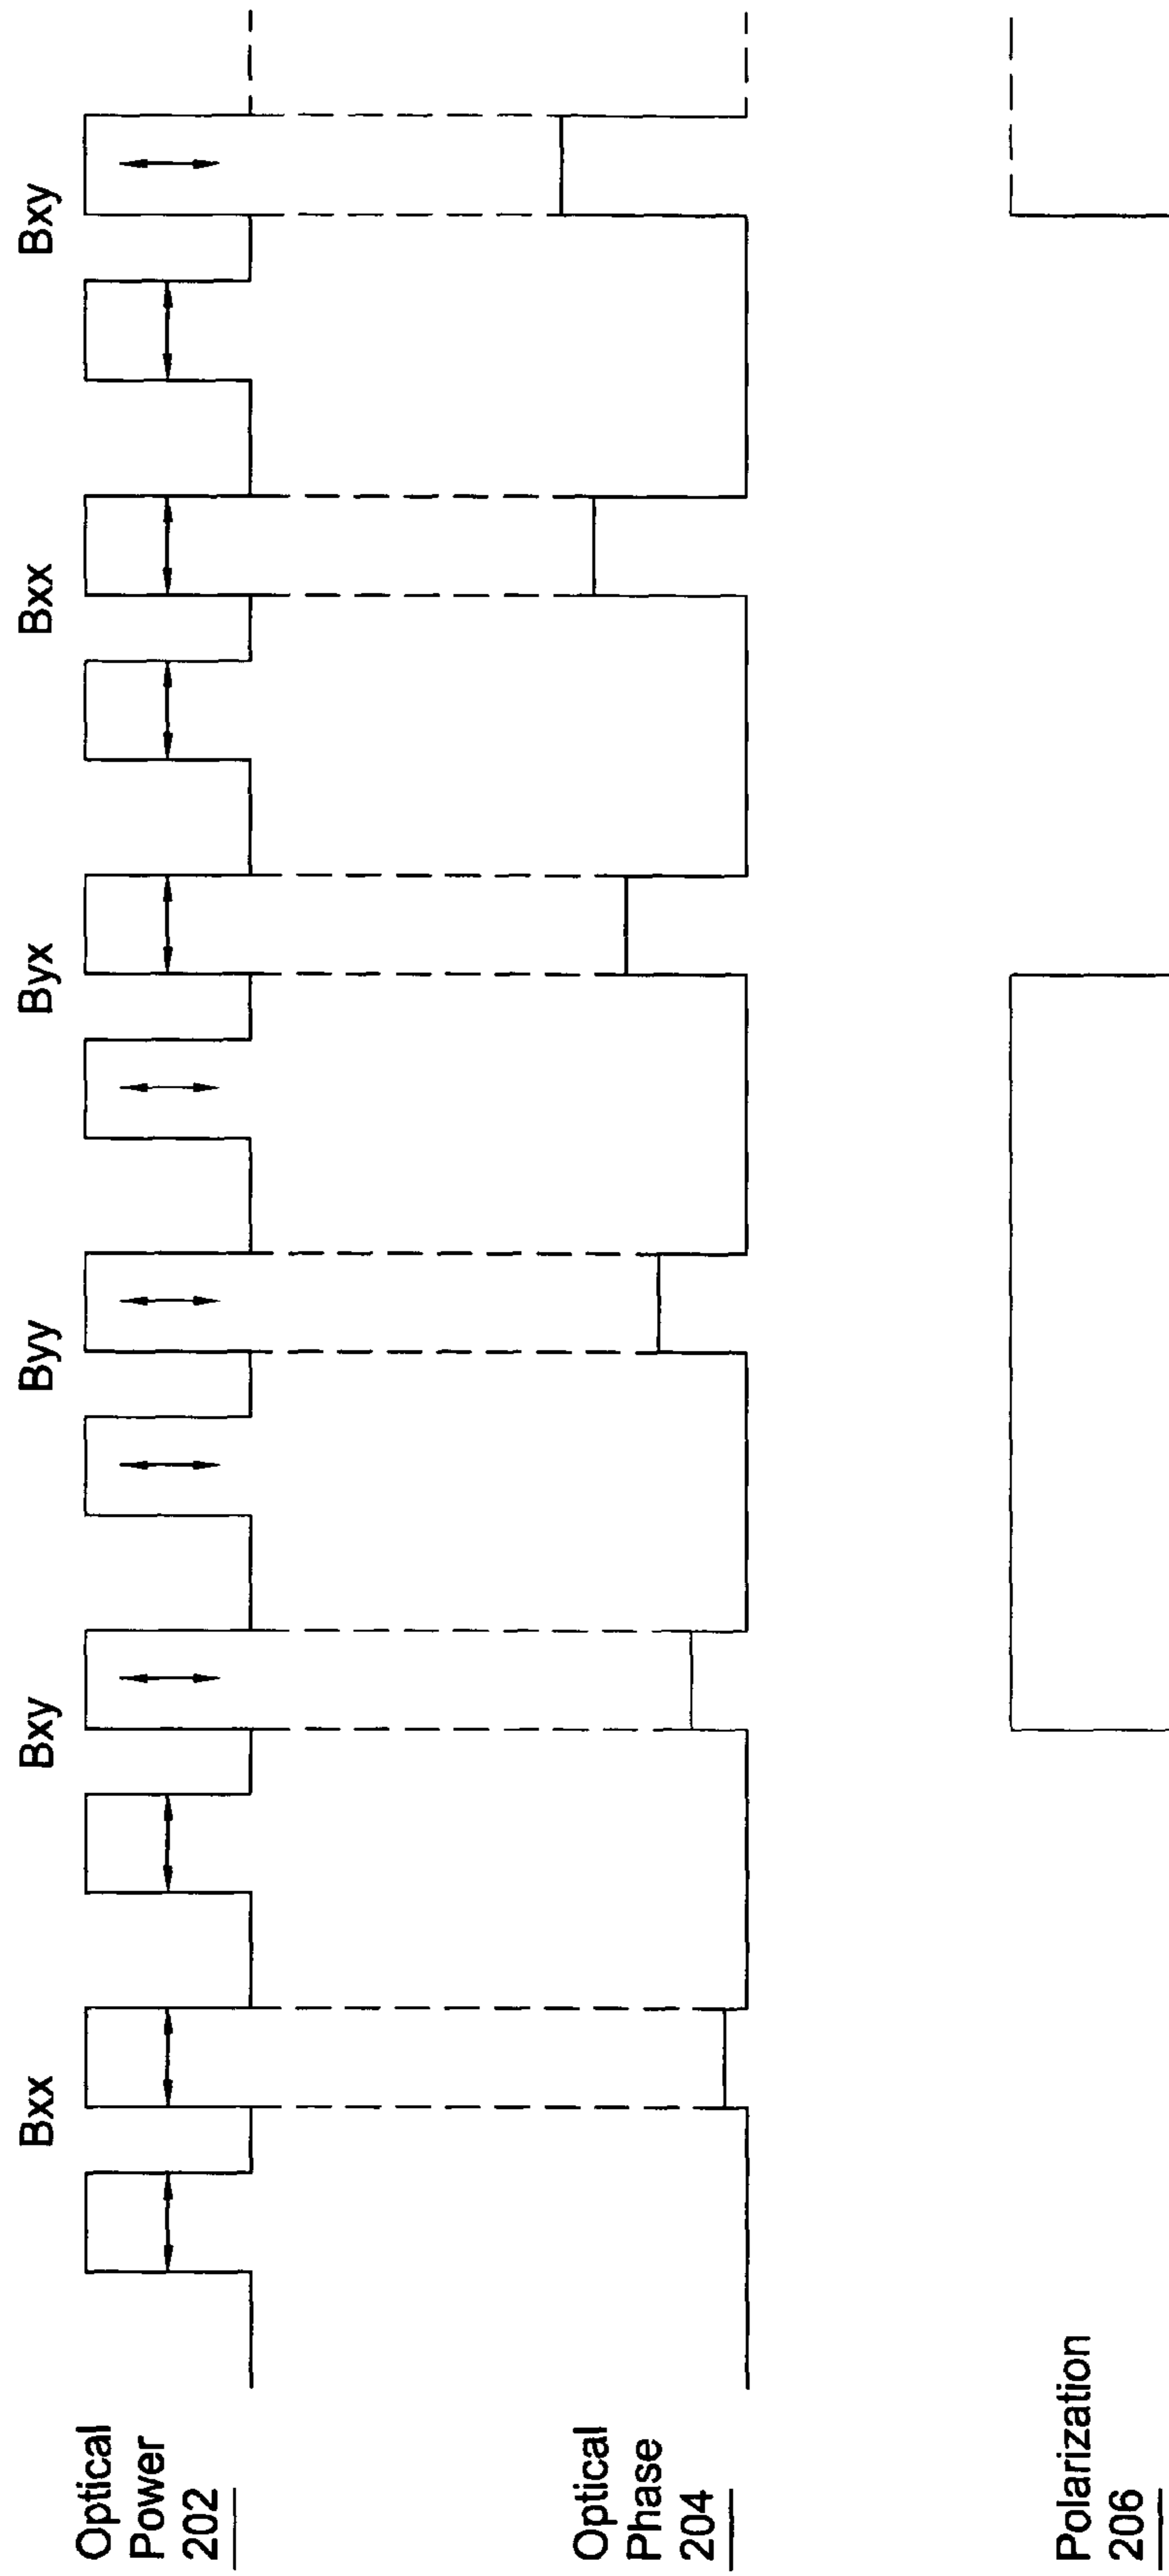 Bxx
Bxy
Byy
Byx
Bxx
Bxy
Optical
Power
202
Optical
Phase
204
Polarization
206